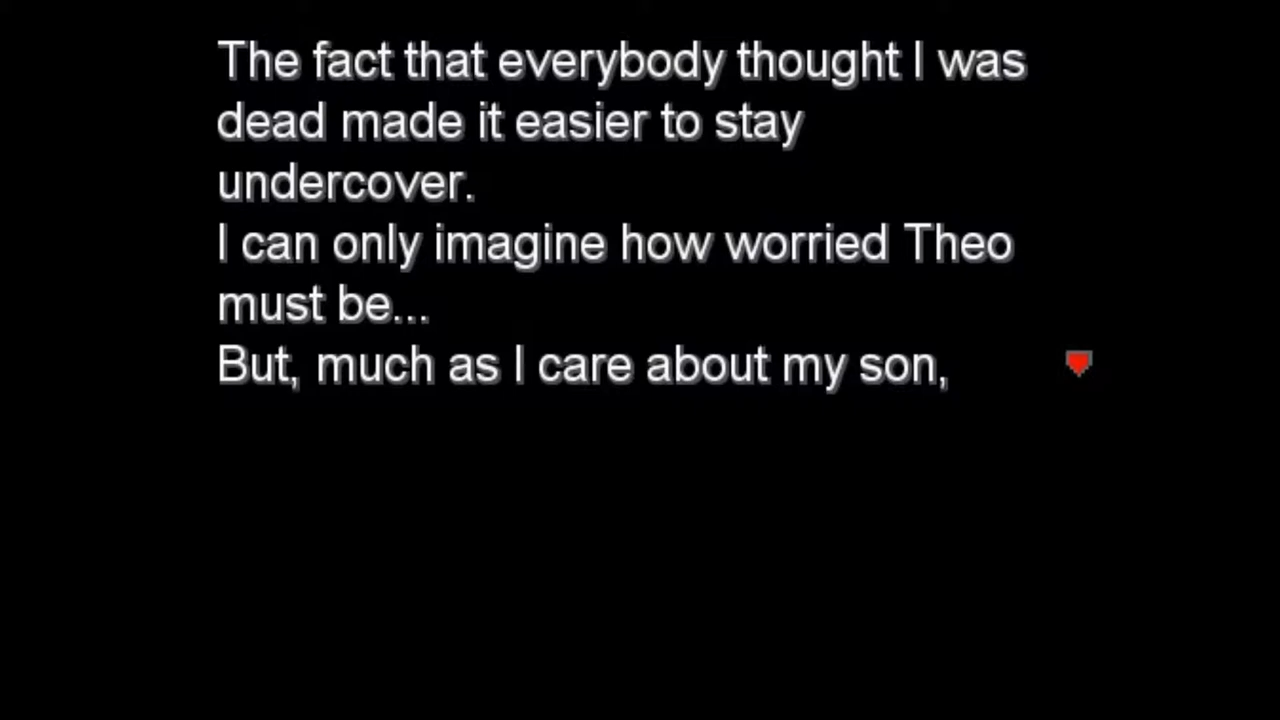 The fact that everybody thought I was
dead made it easier to stay
undercover.
I can only imagine how worried Theo
must be...
But, much as I care about my son,